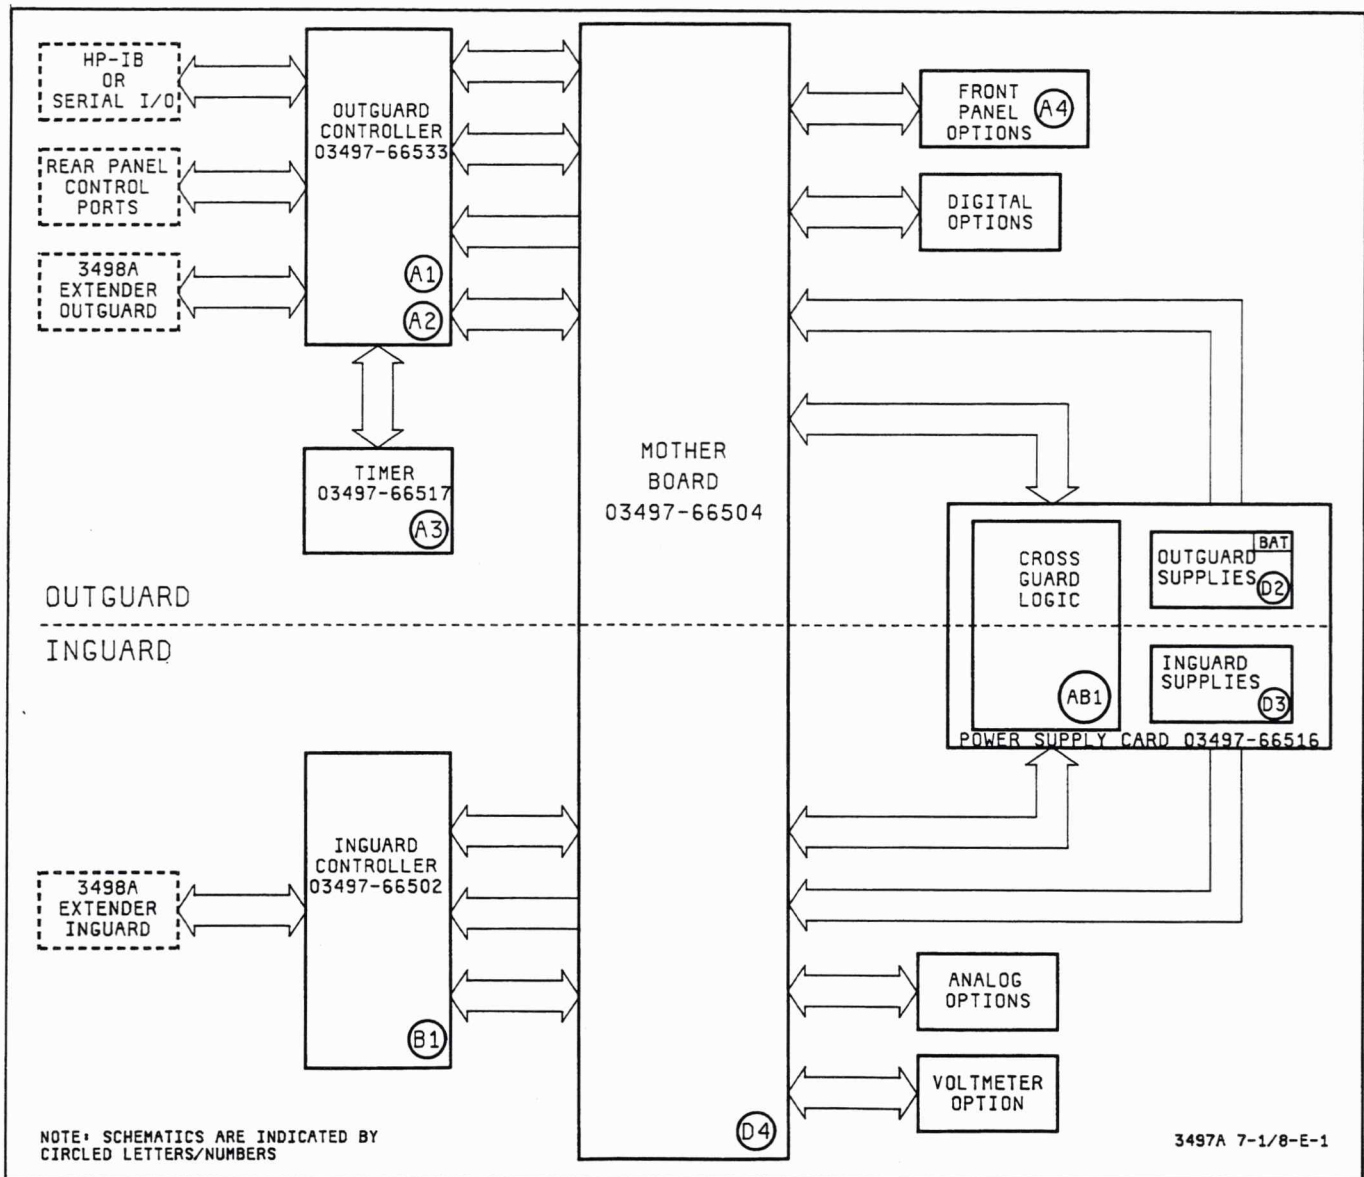 HP-IB
OR
SERIAL I/O
REAR PANEL
CONTROL
PORTS
3498A
EXTENDER
OUTGUARD
OUTGUARD
CONTROLLER
03497-66533
A1
A2
TIMER
03497-66517
A3
MOTHER
BOARD
03497-66504
D4
FRONT
PANEL
OPTIONS
A4
DIGITAL
OPTIONS
CROSS
GUARD
LOGIC
AB1
BAT
OUTGUARD
SUPPLIES
D2
INGUARD
SUPPLIES
D3
POWER SUPPLY CARD 03497-66516
OUTGUARD
INGUARD
3498A
EXTENDER
INGUARD
INGUARD
CONTROLLER
03497-66502
B1
ANALOG
OPTIONS
VOLTMETER
OPTION
NOTE: SCHEMATICS ARE INDICATED BY
CIRCLED LETTERS/NUMBERS
3497A 7-1/8-E-1